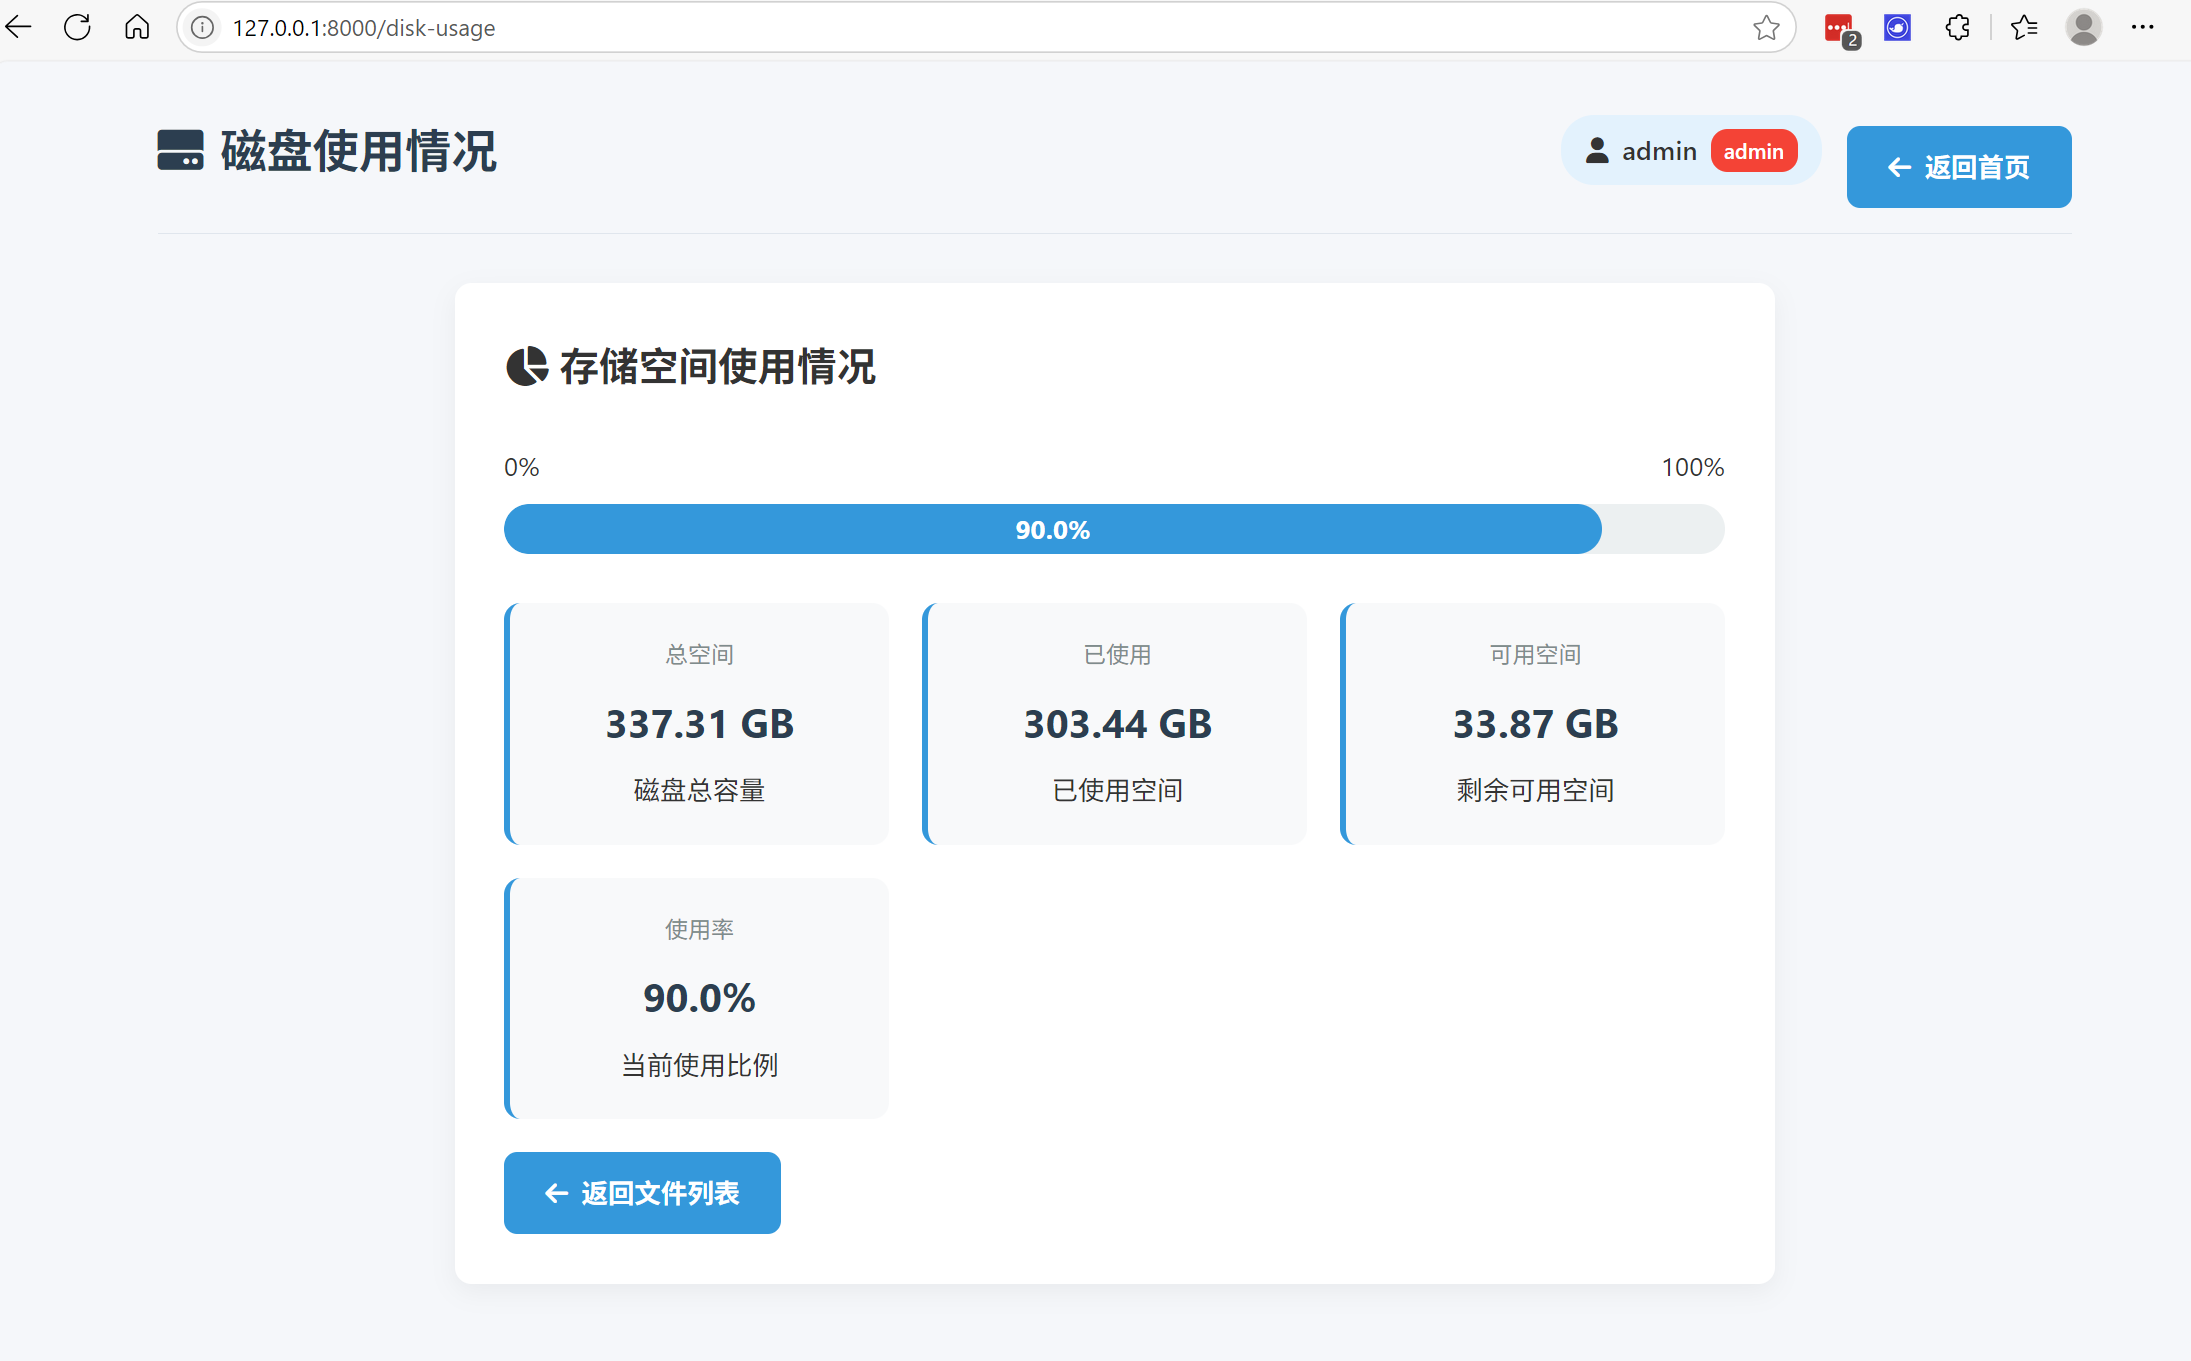 127.0.0.1:8000/disk-usage
2
磁盘使用情况
admin admin
返回首页
存储空间使用情况
0% 100%
90.0%
总空间
337.31 GB
磁盘总容量
已使用
303.44 GB
已使用空间
可用空间
33.87 GB
剩余可用空间
使用率
90.0%
当前使用比例
返回文件列表